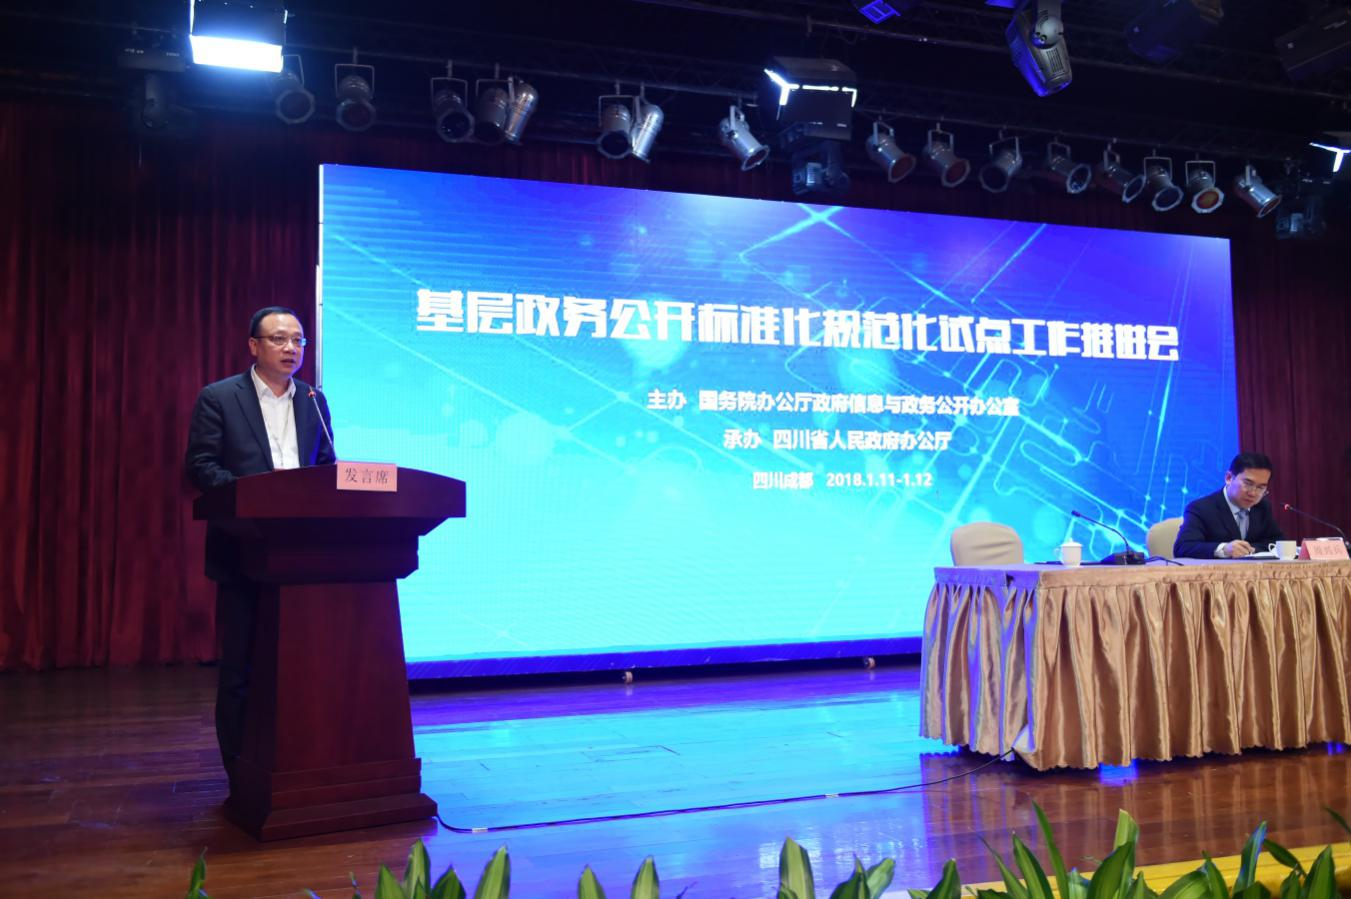 基层政务公开标准化规范化试点工作推进会
主办 国务院办公厅政府信息与政务公开办公室
承办 四川省人民政府办公厅
四川成都 2018.1.11-1.12
发言席